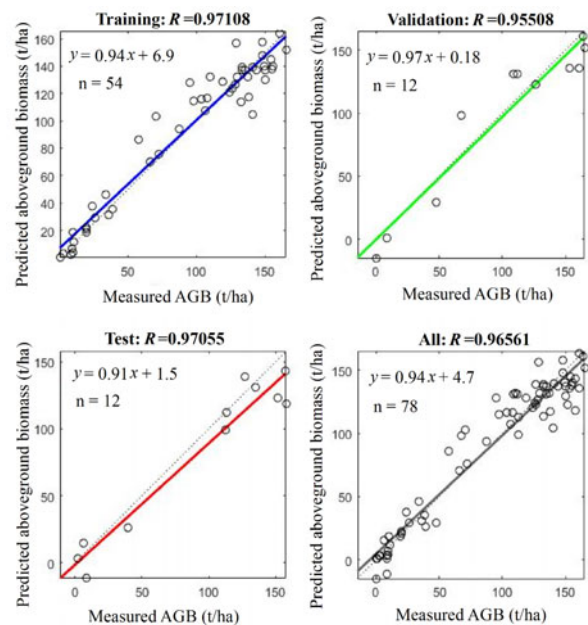 Training: R=0.97108
Predicted aboveground biomass (t/ha)
160
140
120
100
80
60
40
20
y = 0.94x + 6.9
n = 54
50
100
150
Measured AGB (t/ha)
Validation: R=0.95508
Predicted aboveground biomass (t/ha)
150
100
50
0
y = 0.97x + 0.18
n = 12
0
50
100
150
Measured AGB (t/ha)
Test: R=0.97055
Predicted aboveground biomass (t/ha)
150
100
50
0
y = 0.91x + 1.5
n = 12
0
50
100
150
Measured AGB (t/ha)
All: R=0.96561
Predicted aboveground biomass (t/ha)
150
100
50
0
y = 0.94x + 4.7
n = 78
0
50
100
150
Measured AGB (t/ha)